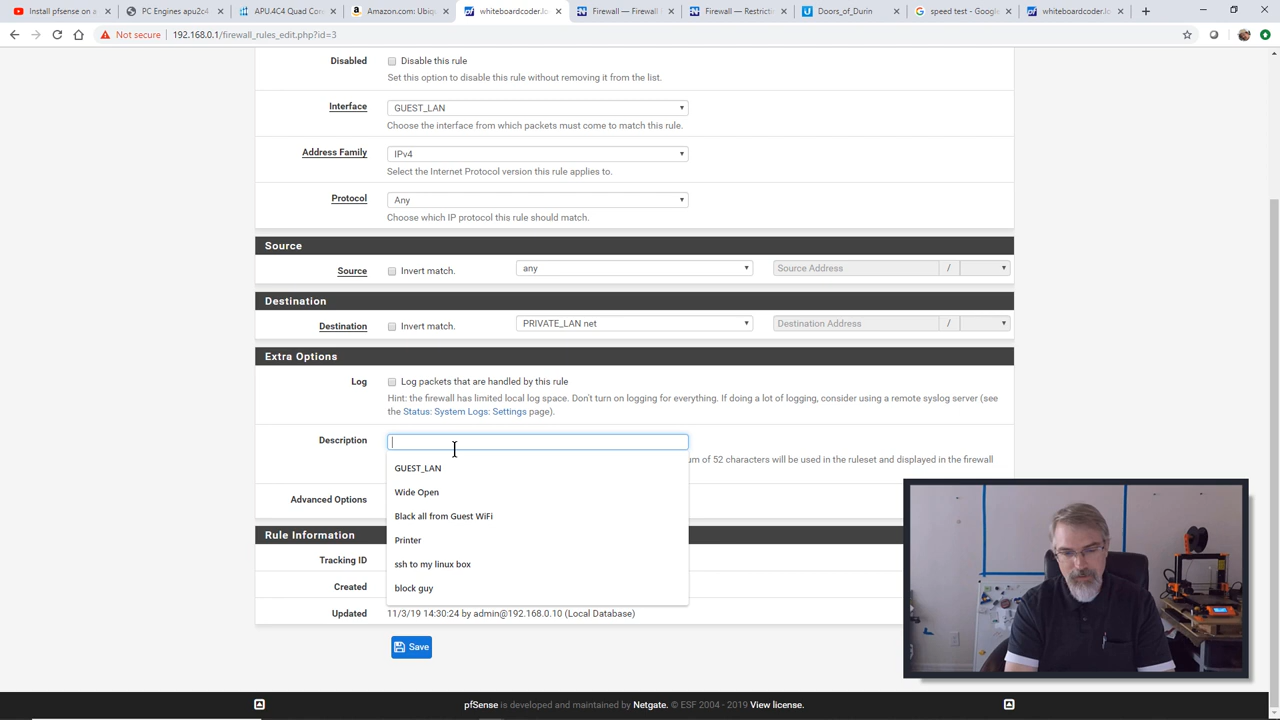 Install pfsense on a
PC Engines apu2c4
APU.4C4 Quad Cor
Amazon.com: Ubiq
whiteboardcoder.lo
Firewall — Firewall
Firewall — Restrictin
Doors_of_Durin
speed test - Google
whiteboardcoder.lo
Not secure | 192.168.0.1/firewall_rules_edit.php?id=3
Disabled Disable this rule
Set this option to disable this rule without removing it from the list.
Interface GUEST_LAN
Choose the interface from which packets must come to match this rule.
Address Family IPv4
Select the Internet Protocol version this rule applies to.
Protocol Any
Choose which IP protocol this rule should match.
Source
Source Invert match. any Source Address /
Destination
Destination Invert match. PRIVATE_LAN net Destination Address /
Extra Options
Log Log packets that are handled by this rule
Hint: the firewall has limited local log space. Don't turn on logging for everything. If doing a lot of logging, consider using a remote syslog server (see
the Status: System Logs: Settings page).
Description
um of 52 characters will be used in the ruleset and displayed in the firewall
GUEST_LAN
Wide Open
Advanced Options
Black all from Guest WiFi
Rule Information
Printer
Tracking ID
ssh to my linux box
Created
block guy
Updated 11/3/19 14:30:24 by admin@192.168.0.10 (Local Database)
Save
pfSense is developed and maintained by Netgate. © ESF 2004 - 2019 View license.